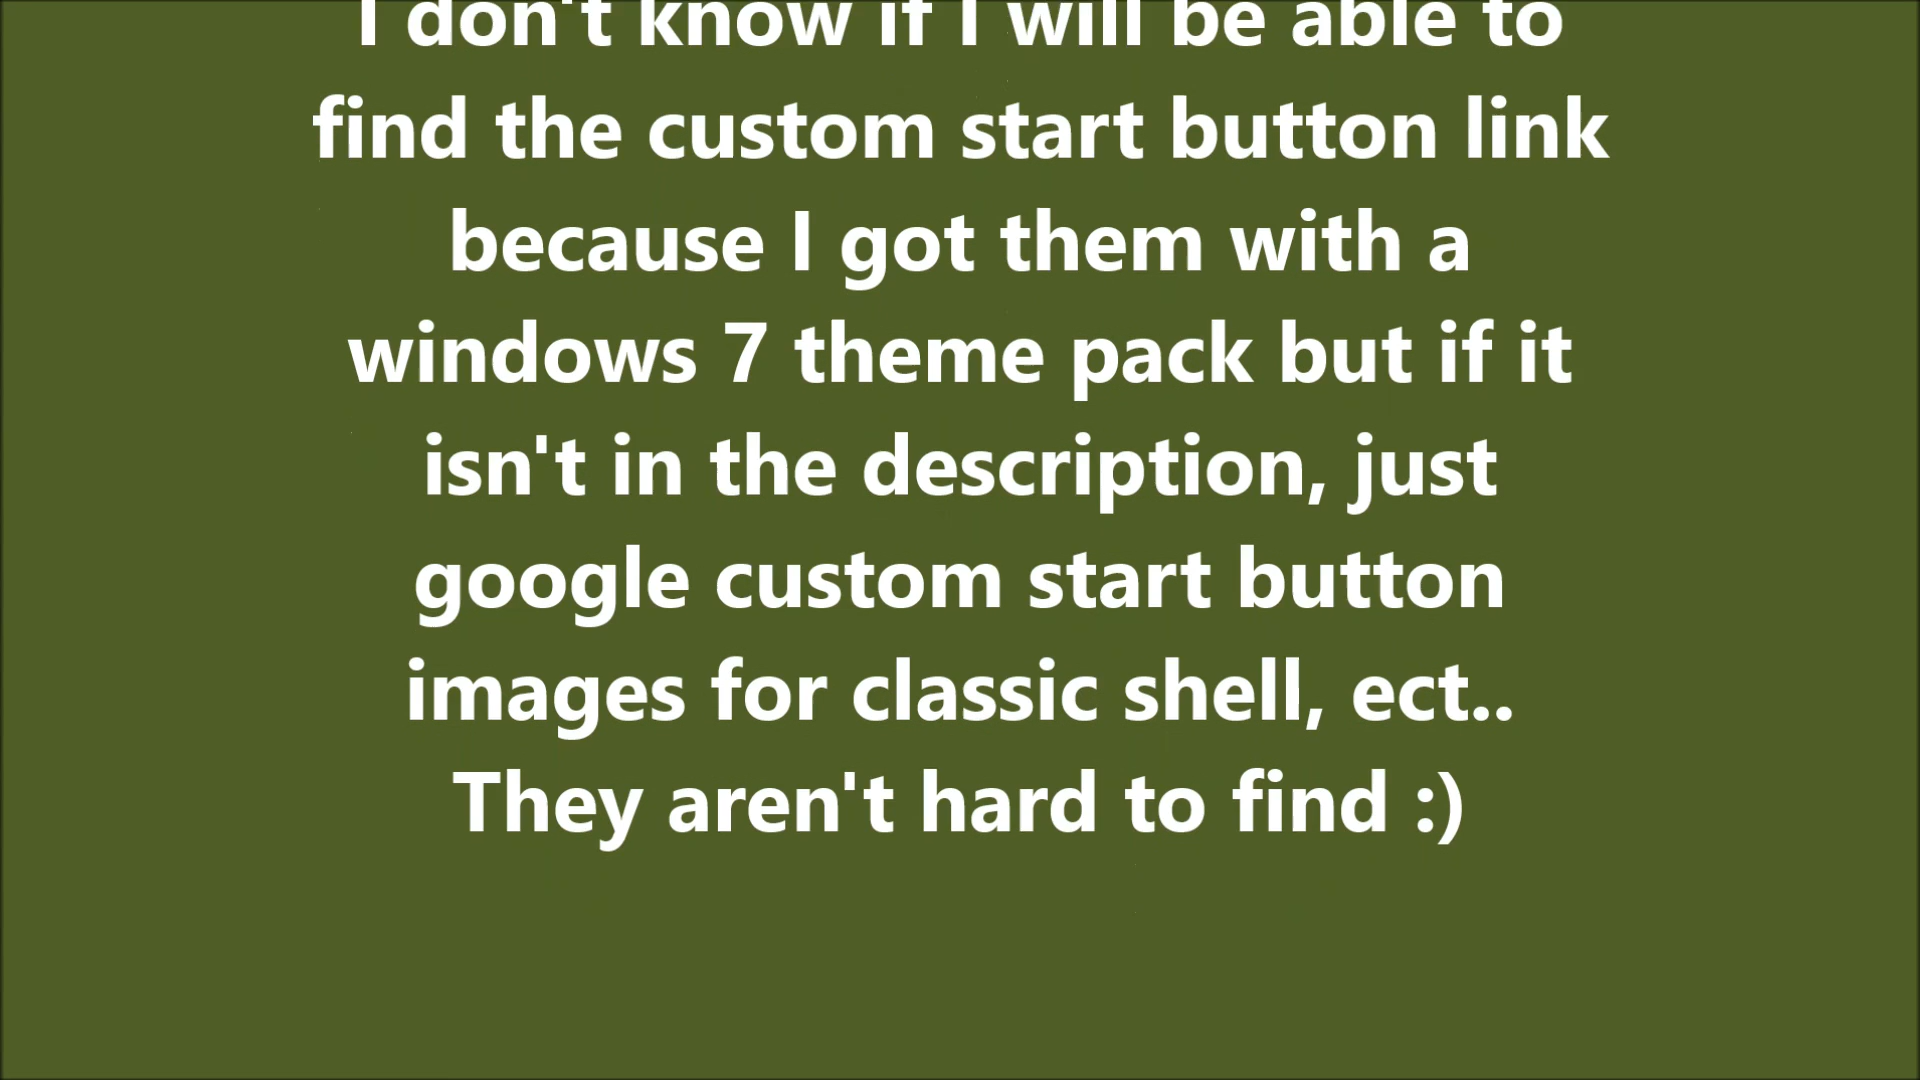 I don't know if I will be able to
find the custom start button link
because I got them with a
windows 7 theme pack but if it
isn't in the description, just
google custom start button
images for classic shell, ect..
They aren't hard to find :)